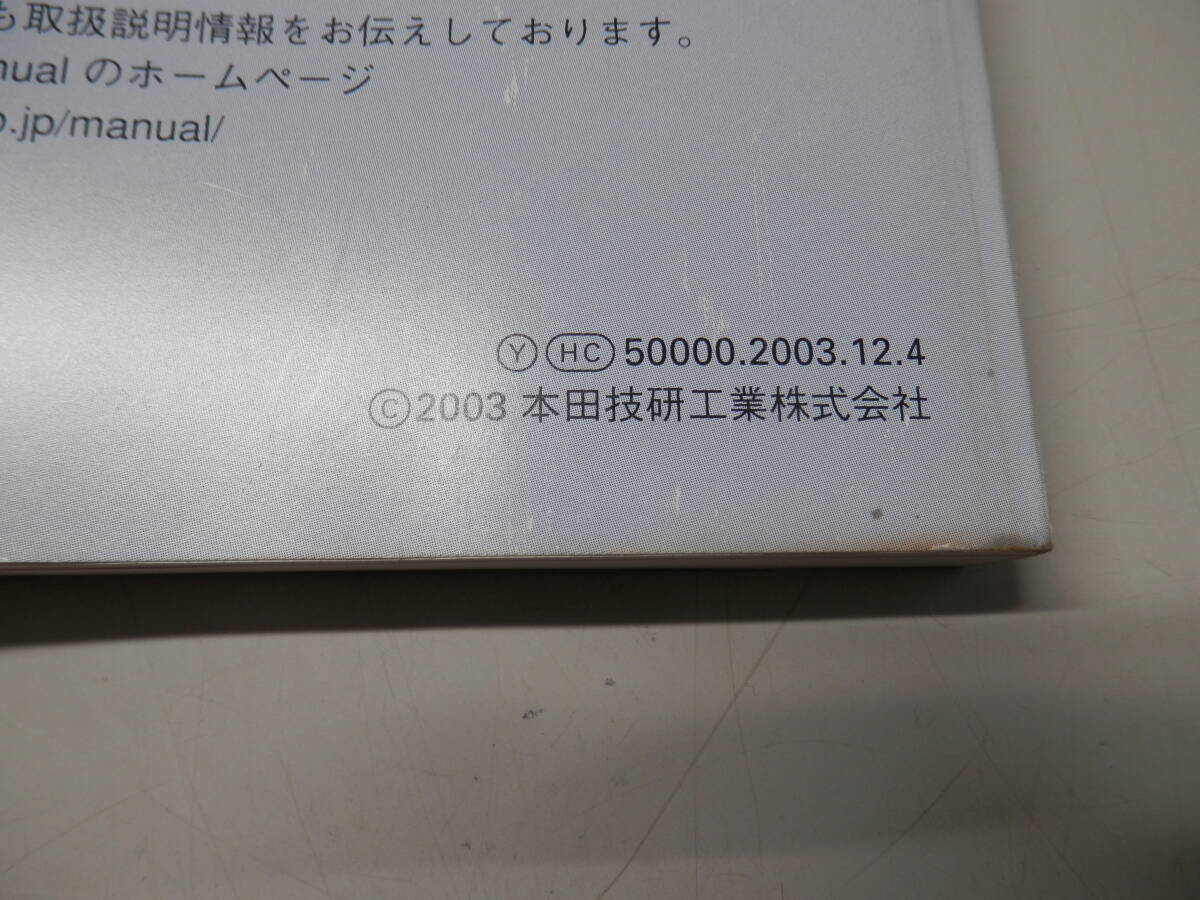 も取扱説明情報をお伝えしております。
nual のホームページ
o.jp/manual/
Ⓨ HC 50000.2003.12.4
©2003 本田技研工業株式会社